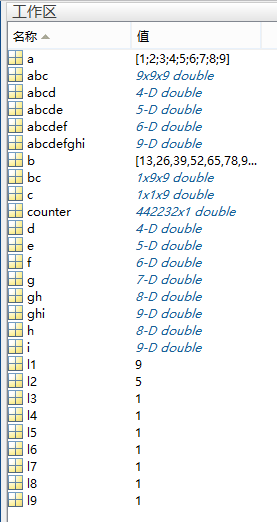 工作区
名称 值
a [1;2;3;4;5;6;7;8;9]
abc 9x9x9 double
abcd 4-D double
abcde 5-D double
abcdef 6-D double
abcdefghi 9-D double
b [13,26,39,52,65,78,9...
bc 1x9x9 double
c 1x1x9 double
counter 442232x1 double
d 4-D double
e 5-D double
f 6-D double
g 7-D double
gh 8-D double
ghi 9-D double
h 8-D double
i 9-D double
l1 9
l2 5
l3 1
l4 1
l5 1
l6 1
l7 1
l8 1
l9 1